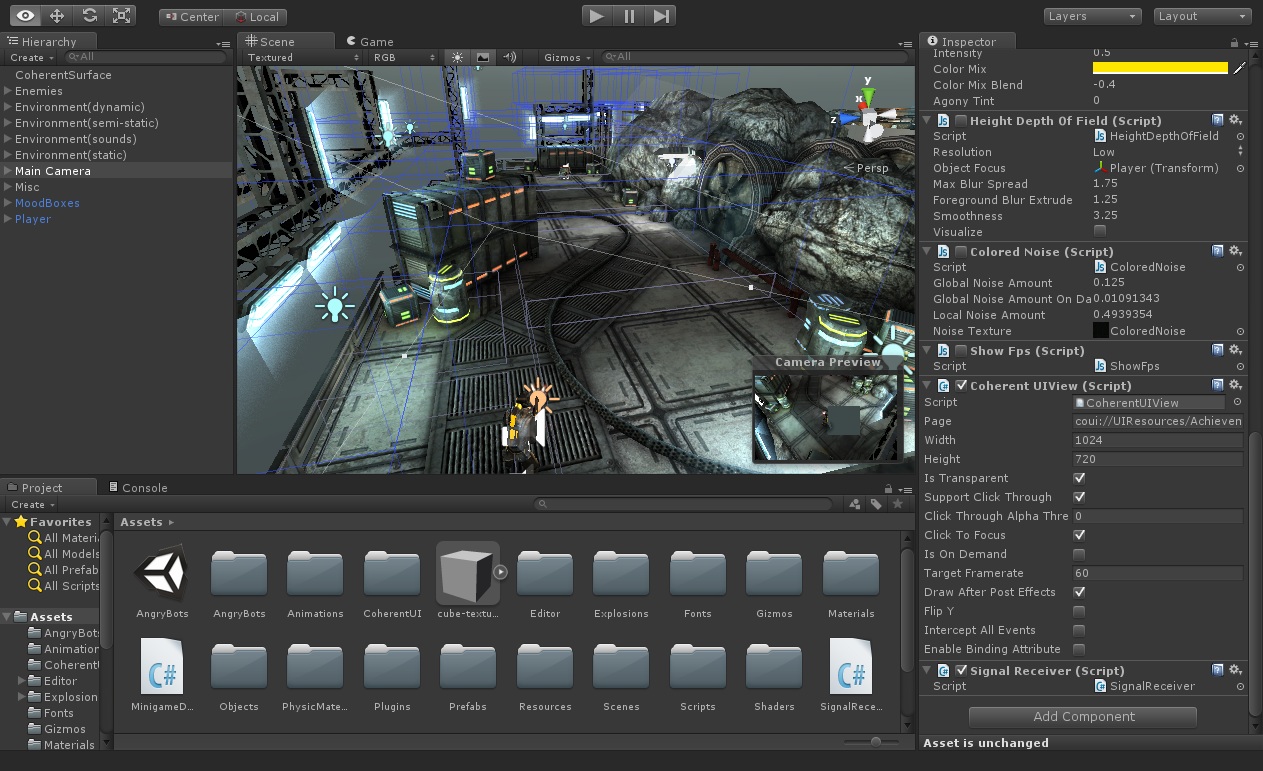 Center
Local
Layers
Layout
Hierarchy
Create
All
CoherentSurface
Enemies
Environment(dynamic)
Environment(semi-static)
Environment(sounds)
Environment(static)
Main Camera
Misc
MoodBoxes
Player
Scene
Game
Textured
RGB
Gizmos
All
y
x
z
Persp
Camera Preview
Inspector
Intensity 0.5
Color Mix
Color Mix Blend -0.4
Agony Tint 0
Height Depth Of Field (Script)
Script HeightDepthOfField
Resolution Low
Object Focus Player (Transform)
Max Blur Spread 1.75
Foreground Blur Extrude 1.25
Smoothness 3.25
Visualize
Colored Noise (Script)
Script ColoredNoise
Global Noise Amount 0.125
Global Noise Amount On Da 0.01091343
Local Noise Amount 0.4939354
Noise Texture ColoredNoise
Show Fps (Script)
Script ShowFps
Coherent UIView (Script)
Script CoherentUIView
Page coui://UIResources/Achieven
Width 1024
Height 720
Is Transparent
Support Click Through
Click Through Alpha Thre 0
Click To Focus
Is On Demand
Target Framerate 60
Draw After Post Effects
Flip Y
Intercept All Events
Enable Binding Attribute
Signal Receiver (Script)
Script SignalReceiver
Add Component
Asset is unchanged
Project
Console
Create
Favorites
All Materi
All Models
All Prefab
All Scripts
Assets
AngryBots
Animation
CoherentU
Editor
Explosion
Fonts
Gizmos
Materials
Assets
AngryBots
AngryBots
Animations
CoherentUI
cube-textu...
Editor
Explosions
Fonts
Gizmos
Materials
C#
C#
MinigameD...
Objects
PhysicMate...
Plugins
Prefabs
Resources
Scenes
Scripts
Shaders
SignalRece...